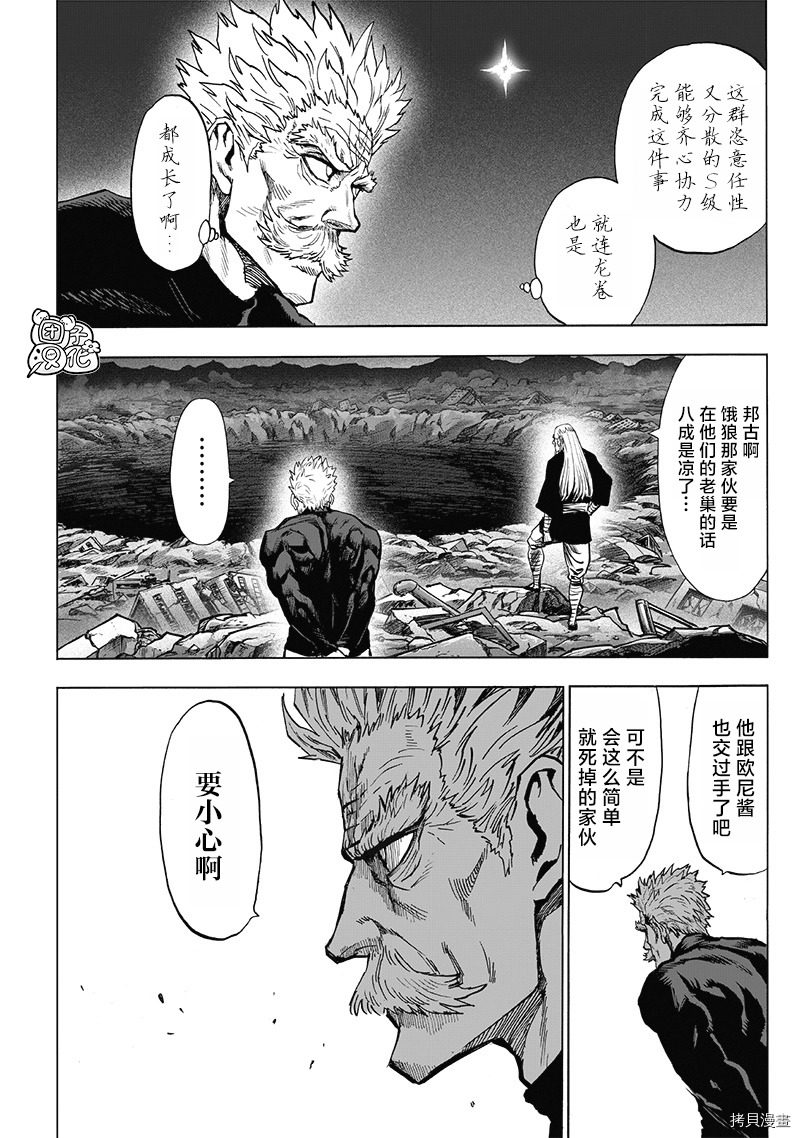 这群恣意任性
又分散的S级
能够齐心协力
完成这件事
就连龙卷
也是
都成长了啊…
团子
只化
邦古啊
饿狼那家伙要是
在他们的老巢的话
八成是凉了…
………
他跟欧尼酱
也交过手了吧
可不是
会这么简单
就死掉的家伙
要小心啊
拷貝漫畫